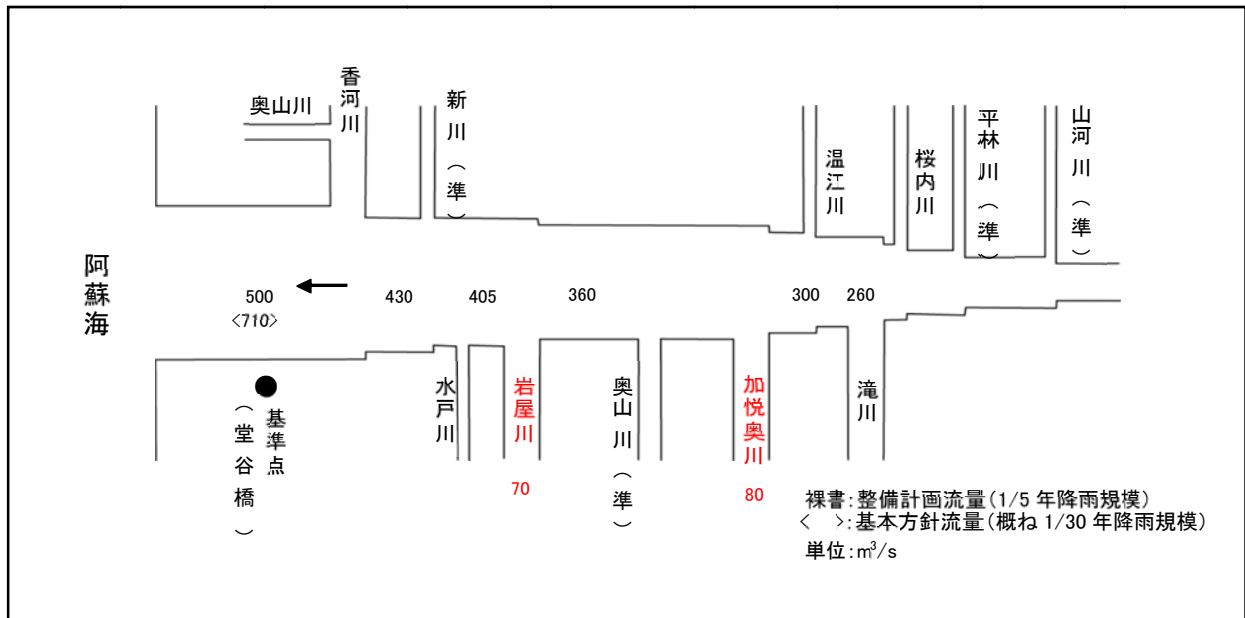 奥山川
香河川
新川（準）
温江川
桜内川
平林川（準）
山河川（準）
阿蘇海
500
<710>
430
405
360
300
260
基準点
（堂谷橋）
水戸川
岩屋川
70
奥山川（準）
加悦奥川
80
滝川
裸書：整備計画流量（1/5 年降雨規模）
< >：基本方針流量（概ね 1/30 年降雨規模）
単位：㎥/s